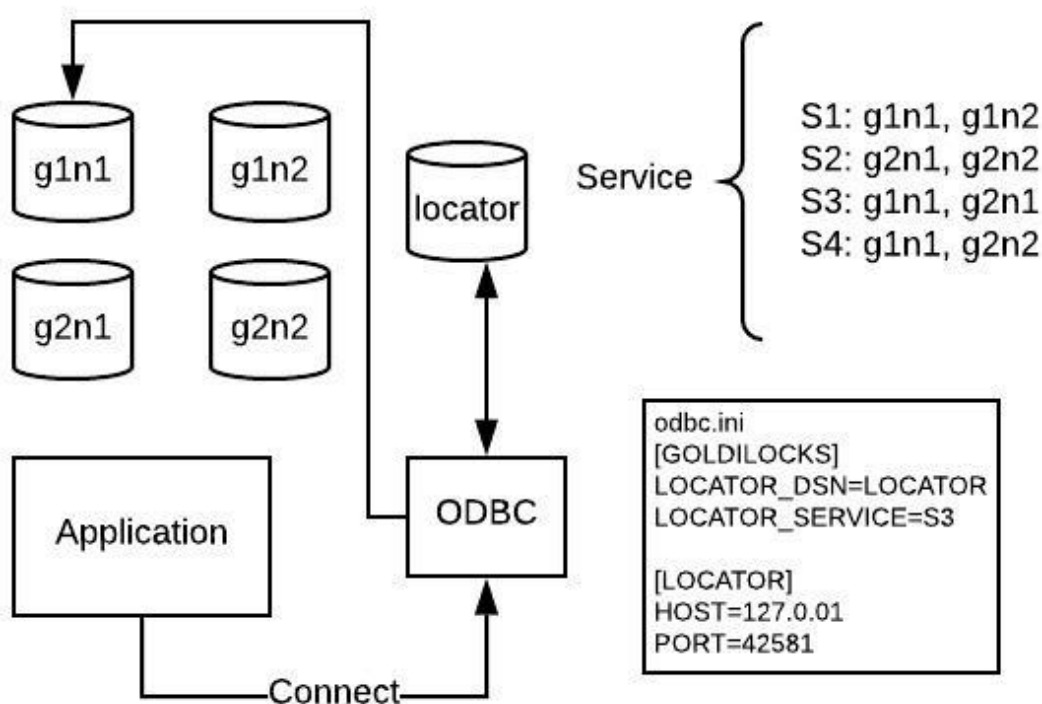 g1n1
g1n2
g2n1
g2n2
locator
Service
S1: g1n1, g1n2
S2: g2n1, g2n2
S3: g1n1, g2n1
S4: g1n1, g2n2
Application
ODBC
Connect
odbc.ini
[GOLDILOCKS]
LOCATOR_DSN=LOCATOR
LOCATOR_SERVICE=S3
[LOCATOR]
HOST=127.0.01
PORT=42581